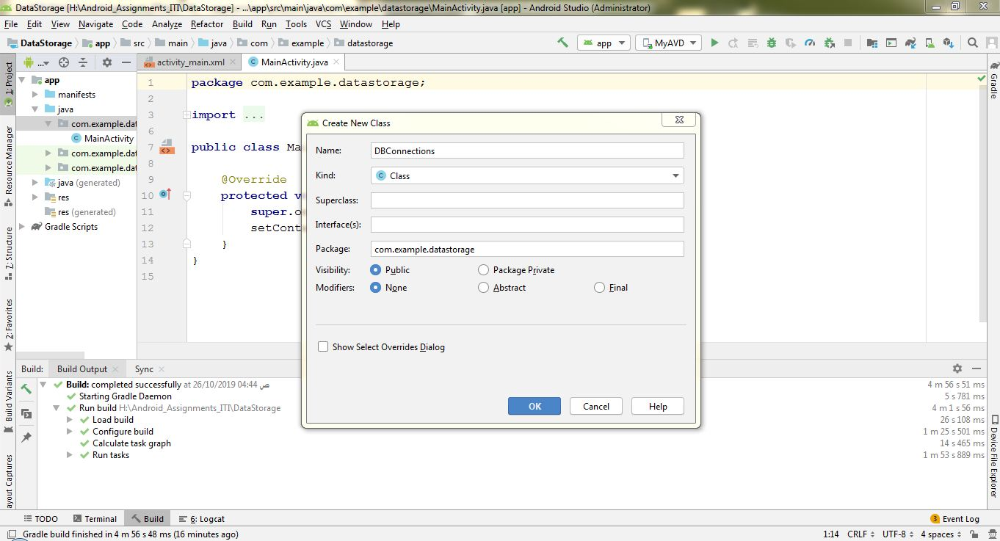 DataStorage [H:\Android_Assignments_ITI\DataStorage] - ...\app\src\main\java\com\example\datastorage\MainActivity.java [app] - Android Studio (Administrator)
File Edit View Navigate Code Analyze Refactor Build Run Tools VCS Window Help
DataStorage app src main java com example datastorage app MyAVD
1: Project
Resource Manager
7: Structure
2: Favorites
Build Variants
ayout Captures
...
app
manifests
java
com.example.dat
MainActivity
com.example.dat
com.example.dat
java (generated)
res
res (generated)
Gradle Scripts
activity_main.xml MainActivity.java
1 package com.example.datastorage;
2
3 import ...
6
7 public class Ma
8
9 @Override
10 protected v
11 super.o
12 setConte
13 }
14 }
15
Create New Class
Name: DBConnections
Kind: C Class
Superclass:
Interface(s):
Package: com.example.datastorage
Visibility: Public Package Private
Modifiers: None Abstract Final
Show Select Overrides Dialog
OK Cancel Help
Gradle
Device File Explorer
Build: Build Output Sync
Build: completed successfully at 26/10/2019 04:44 ص 4 m 56 s 51 ms
Starting Gradle Daemon 5 s 781 ms
Run build H:\Android_Assignments_ITI\DataStorage 4 m 1 s 56 ms
Load build 26 s 108 ms
Configure build 1 m 25 s 501 ms
Calculate task graph 14 s 465 ms
Run tasks 1 m 53 s 889 ms
TODO Terminal Build 6: Logcat 3 Event Log
Gradle build finished in 4 m 56 s 48 ms (16 minutes ago) 1:14 CRLF UTF-8 4 spaces